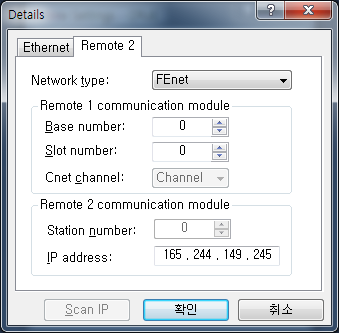 Details
Ethernet Remote 2
Network type: FEnet
Remote 1 communication module
Base number: 0
Slot number: 0
Cnet channel: Channel
Remote 2 communication module
Station number: 0
IP address: 165 . 244 . 149 . 245
Scan IP 확인 취소